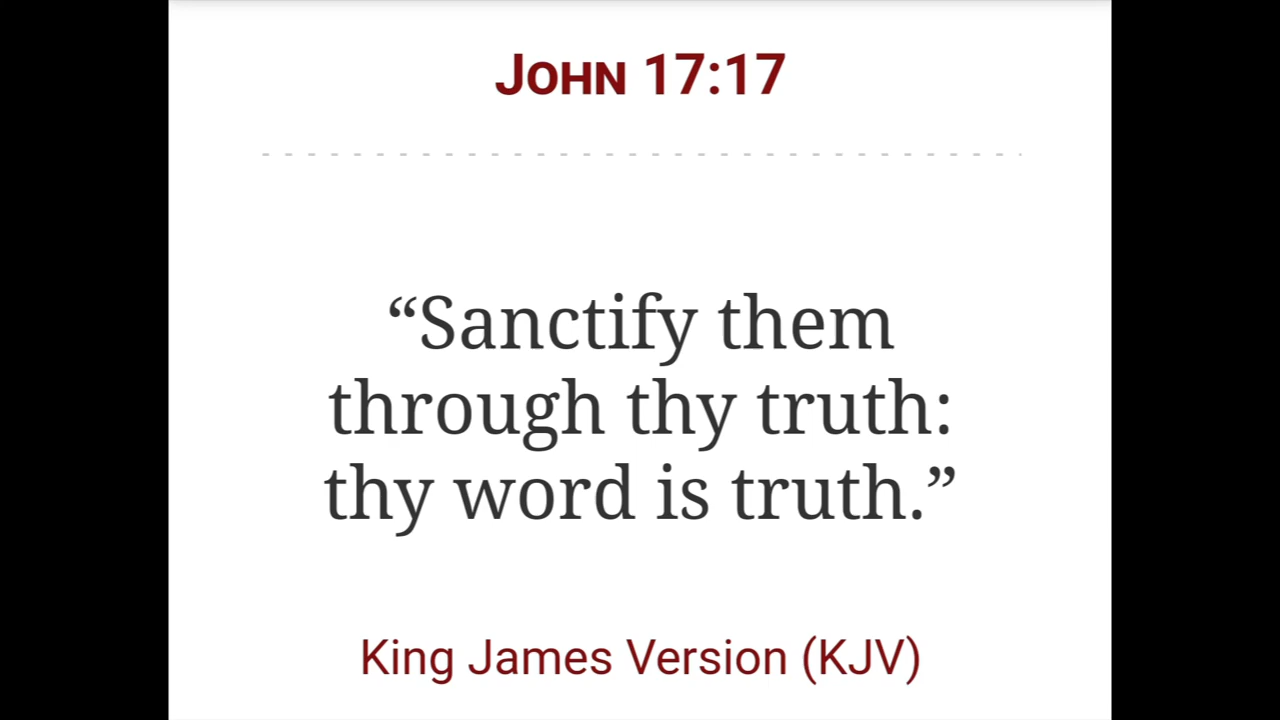 John 17:17
“Sanctify them
through thy truth:
thy word is truth.”
King James Version (KJV)